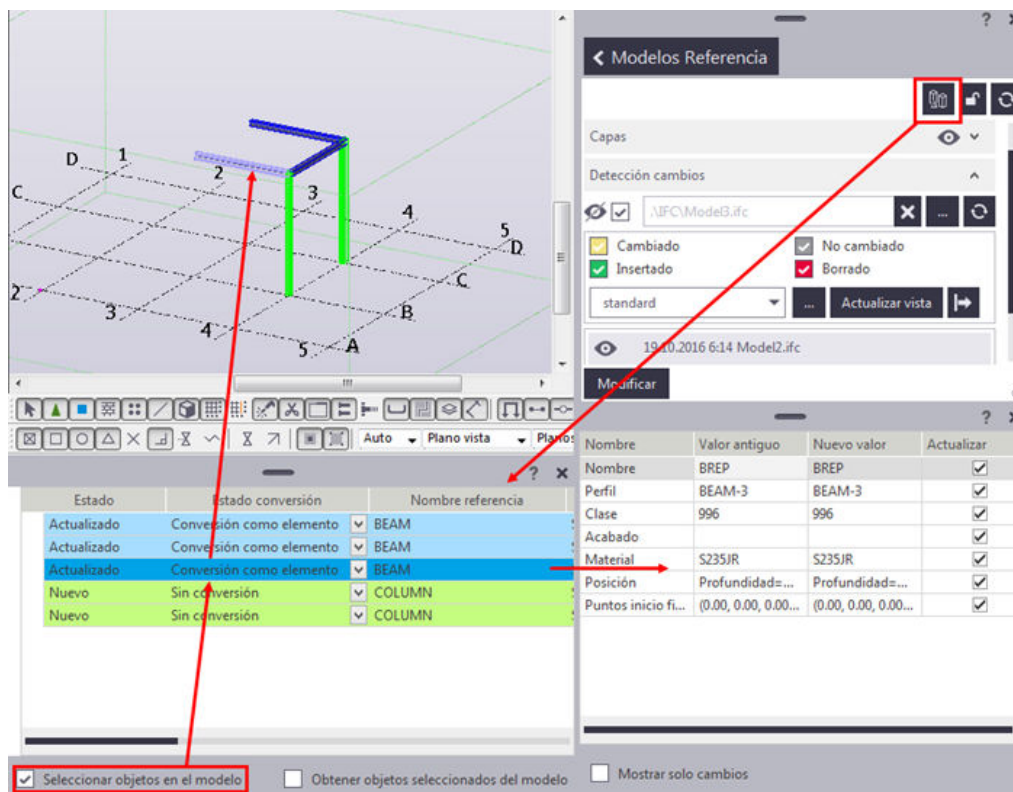 ?
Modelos Referencia
Capas
Detección cambios
.\IFC\Model3.ifc
...
Cambiado
No cambiado
Insertado
Borrado
standard
...
Actualizar vista
19.10.2016 6:14 Model2.ifc
Modificar
D
1
2
3
4
5
D
C
C
B
A
2
3
4
5
Auto
Plano vista
Planos
? ×
Estado
Estado conversión
Nombre referencia
Actualizado
Conversión como elemento
BEAM
Actualizado
Conversión como elemento
BEAM
Actualizado
Conversión como elemento
BEAM
Nuevo
Sin conversión
COLUMN
Nuevo
Sin conversión
COLUMN
Seleccionar objetos en el modelo
Obtener objetos seleccionados del modelo
?
Nombre
Valor antiguo
Nuevo valor
Actualizar
Nombre
BREP
BREP
Perfil
BEAM-3
BEAM-3
Clase
996
996
Acabado
Material
S235JR
S235JR
Posición
Profundidad=...
Profundidad=...
Puntos inicio fi...
(0.00, 0.00, 0.00...
(0.00, 0.00, 0.00...
Mostrar solo cambios